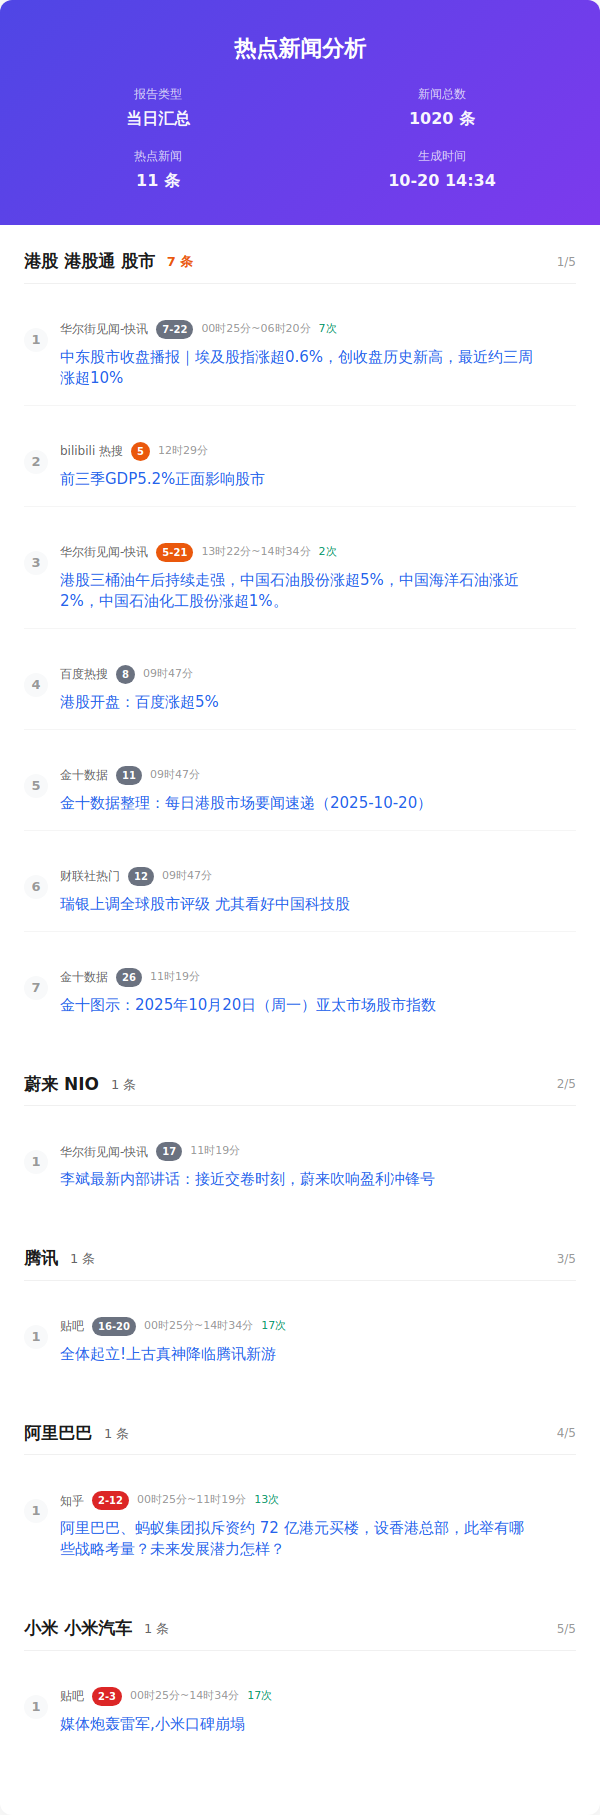 热点新闻分析
报告类型
新闻总数
当日汇总
1020 条
热点新闻
生成时间
11 条
10-20 14:34
港股 港股通 股市 7 条 1/5
1
华尔街见闻-快讯 7-22 00时25分~06时20分 7次
中东股市收盘播报｜埃及股指涨超0.6%，创收盘历史新高，最近约三周
涨超10%
2
bilibili 热搜 5 12时29分
前三季GDP5.2%正面影响股市
3
华尔街见闻-快讯 5-21 13时22分~14时34分 2次
港股三桶油午后持续走强，中国石油股份涨超5%，中国海洋石油涨近
2%，中国石油化工股份涨超1%。
4
百度热搜 8 09时47分
港股开盘：百度涨超5%
5
金十数据 11 09时47分
金十数据整理：每日港股市场要闻速递（2025-10-20）
6
财联社热门 12 09时47分
瑞银上调全球股市评级 尤其看好中国科技股
7
金十数据 26 11时19分
金十图示：2025年10月20日（周一）亚太市场股市指数
蔚来 NIO 1 条 2/5
1
华尔街见闻-快讯 17 11时19分
李斌最新内部讲话：接近交卷时刻，蔚来吹响盈利冲锋号
腾讯 1 条 3/5
1
贴吧 16-20 00时25分~14时34分 17次
全体起立!上古真神降临腾讯新游
阿里巴巴 1 条 4/5
1
知乎 2-12 00时25分~11时19分 13次
阿里巴巴、蚂蚁集团拟斥资约 72 亿港元买楼，设香港总部，此举有哪
些战略考量？未来发展潜力怎样？
小米 小米汽车 1 条 5/5
1
贴吧 2-3 00时25分~14时34分 17次
媒体炮轰雷军,小米口碑崩塌